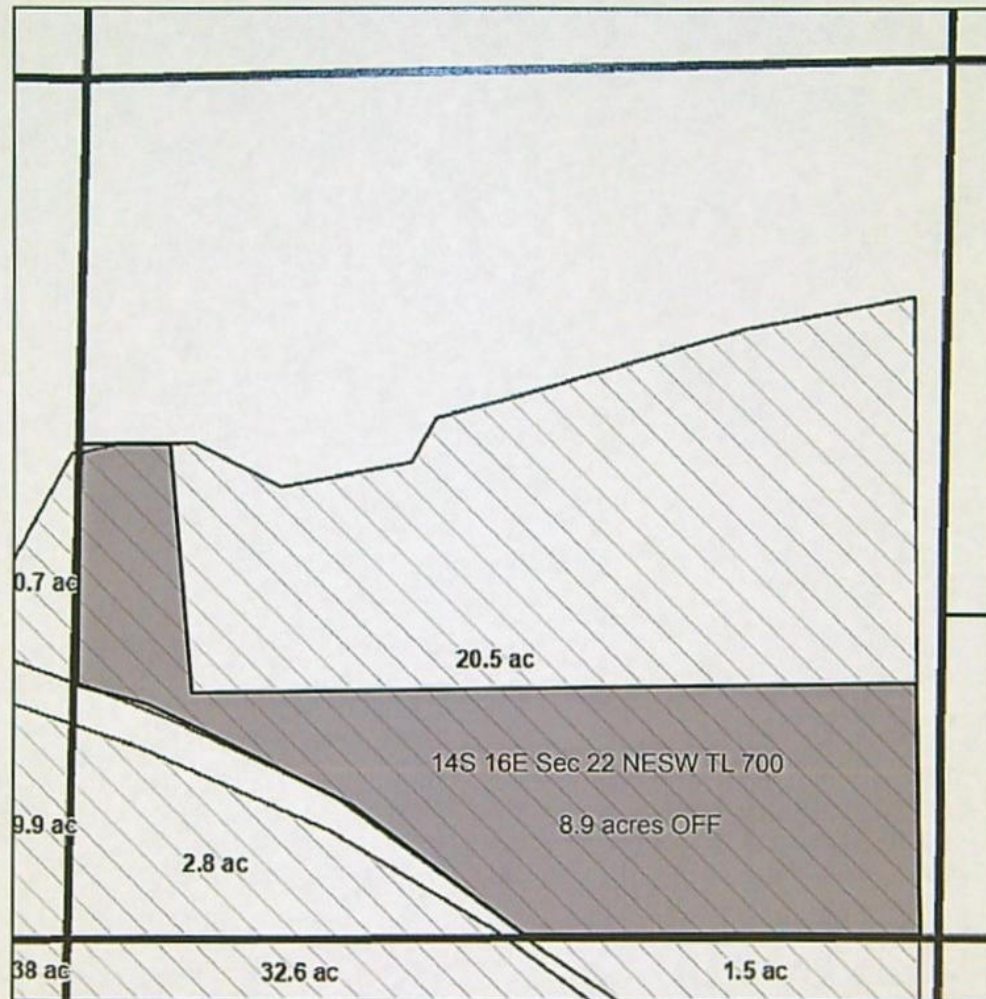 0.7 ac
20.5 ac
14S 16E Sec 22 NESW TL 700
8.9 acres OFF
9.9 ac
2.8 ac
38 ac
32.6 ac
1.5 ac